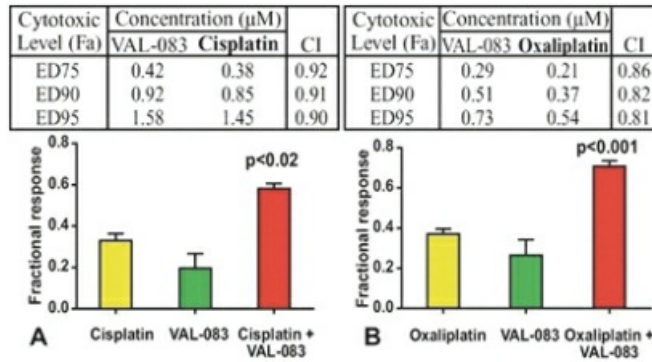 Cytotoxic Level (Fa) Concentration (μM) CI
VAL-083 Cisplatin
ED75 0.42 0.38 0.92
ED90 0.92 0.85 0.91
ED95 1.58 1.45 0.90
Cytotoxic Level (Fa) Concentration (μM) CI
VAL-083 Oxaliplatin
ED75 0.29 0.21 0.86
ED90 0.51 0.37 0.82
ED95 0.73 0.54 0.81
Fractional response
0.8
0.6
0.4
0.2
0.0
p<0.02
A
Cisplatin
VAL-083
Cisplatin +
VAL-083
Fractional response
0.8
0.6
0.4
0.2
0.0
p<0.001
B
Oxaliplatin
VAL-083
Oxaliplatin +
VAL-083